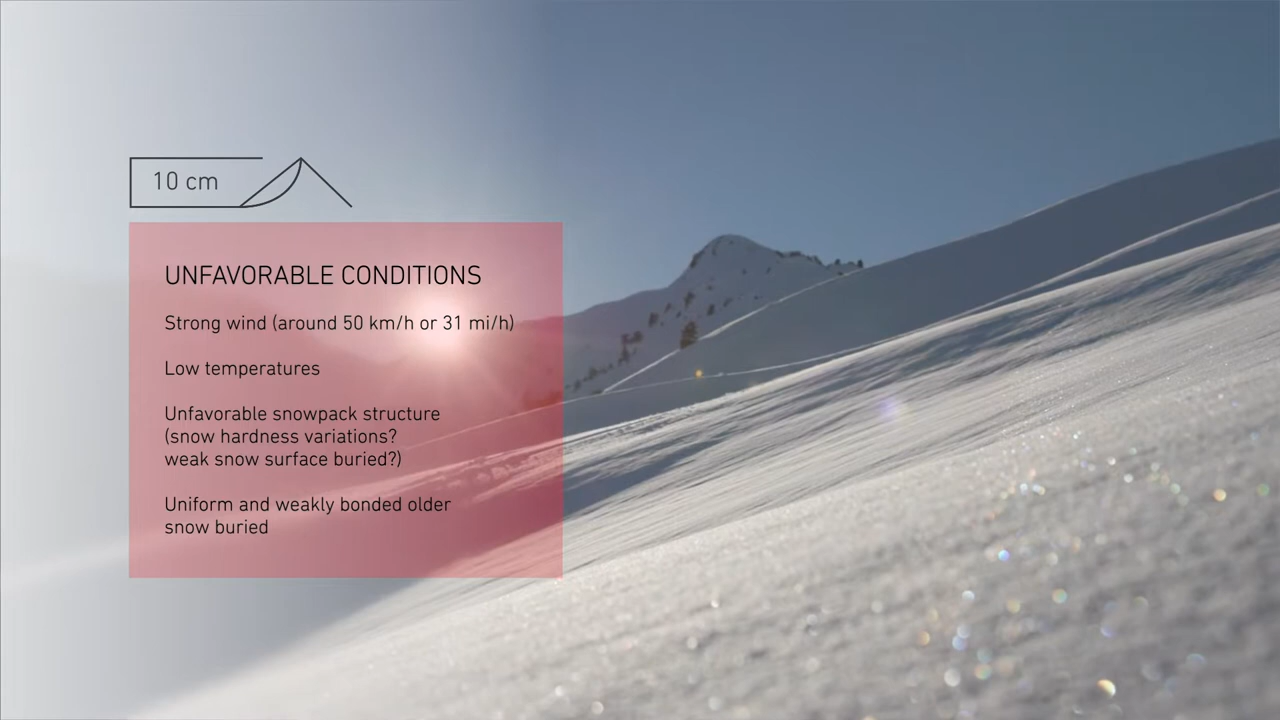 10 cm
UNFAVORABLE CONDITIONS
Strong wind (around 50 km/h or 31 mi/h)
Low temperatures
Unfavorable snowpack structure
(snow hardness variations?
weak snow surface buried?)
Uniform and weakly bonded older
snow buried